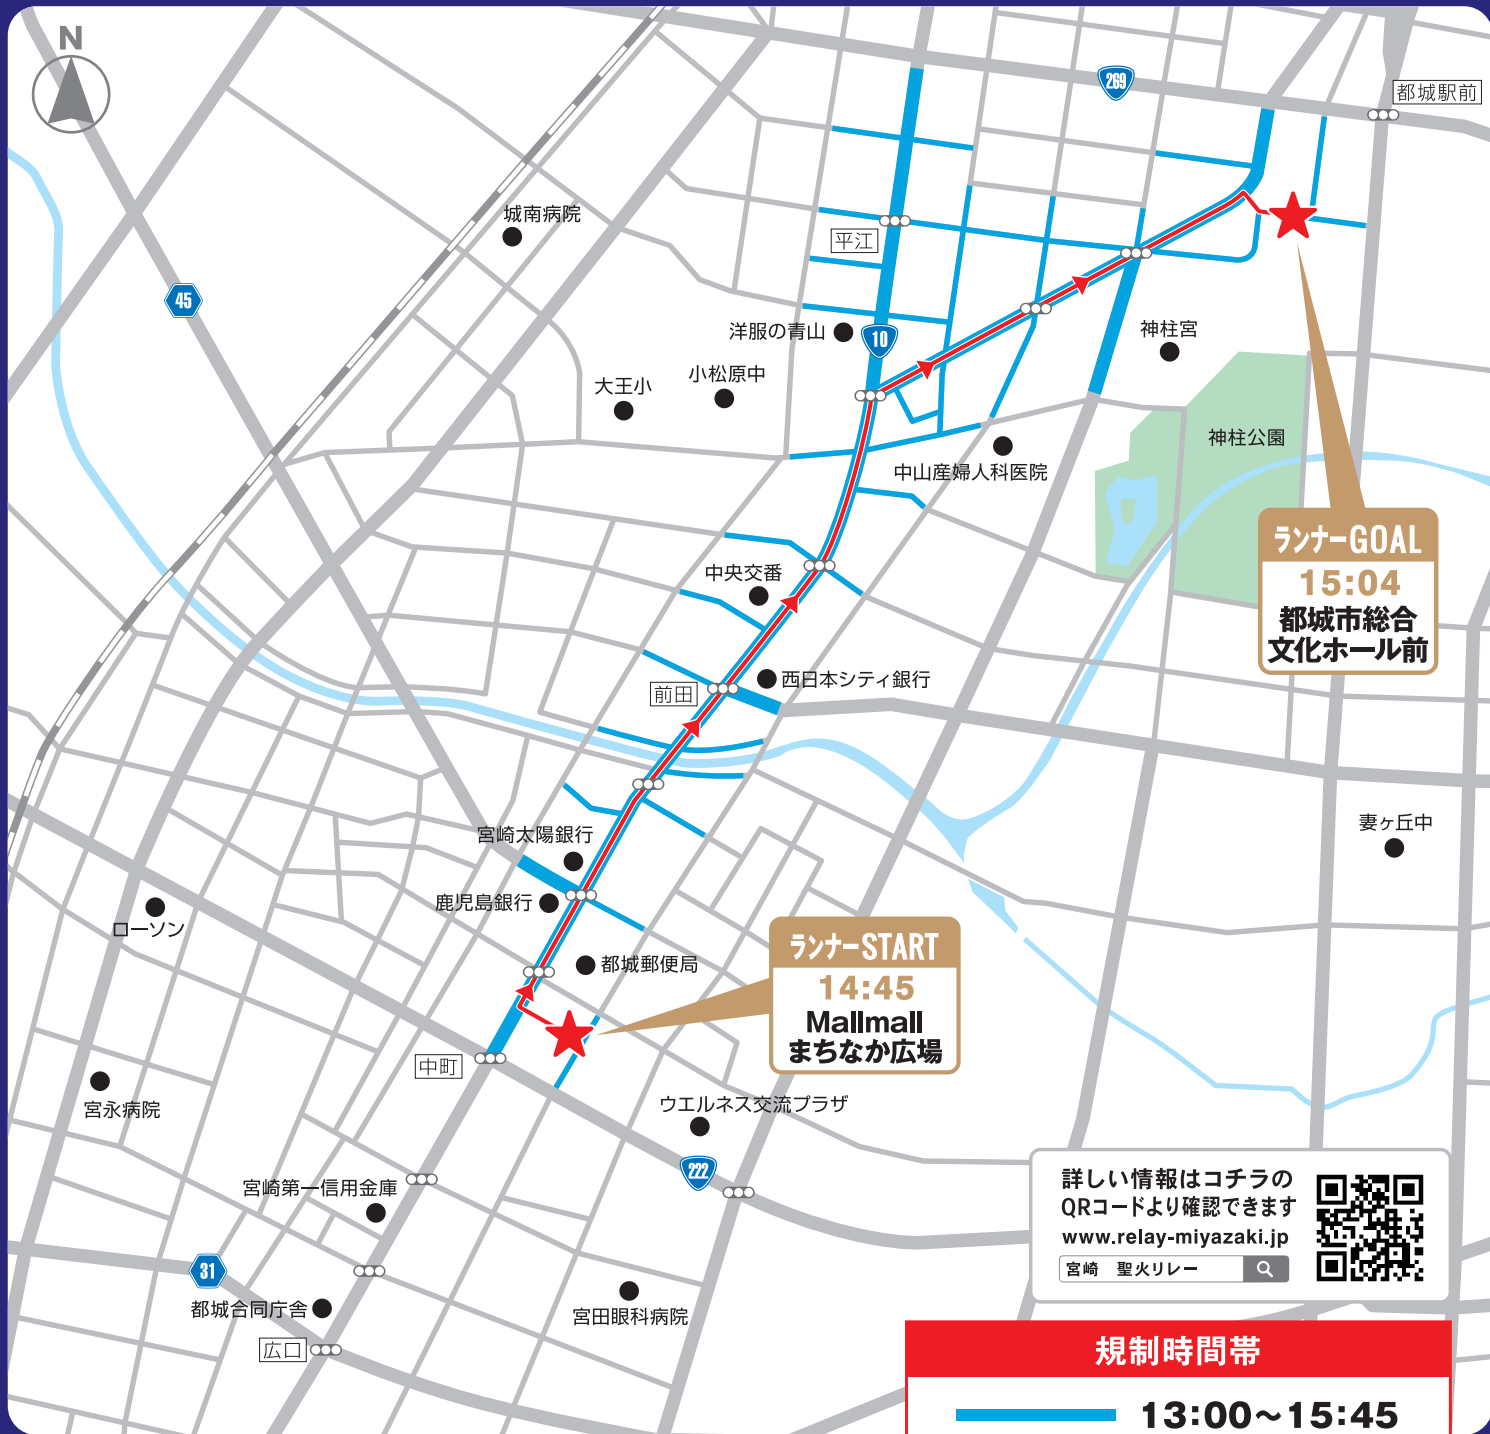 N
269
都城駅前
城南病院
平江
45
洋服の青山
10
神柱宮
大王小
小松原中
神柱公園
中山産婦人科医院
ランナーGOAL
15:04
都城市総合
文化ホール前
中央交番
西日本シティ銀行
前田
宮崎太陽銀行
妻ヶ丘中
鹿児島銀行
ローソン
ランナーSTART
14:45
Mallmall
まちなか広場
都城郵便局
中町
宮永病院
ウエルネス交流プラザ
222
詳しい情報はコチラの
QRコードより確認できます
www.relay-miyazaki.jp
宮崎　聖火リレー
宮崎第一信用金庫
31
都城合同庁舎
宮田眼科病院
広口
規制時間帯
13:00～15:45